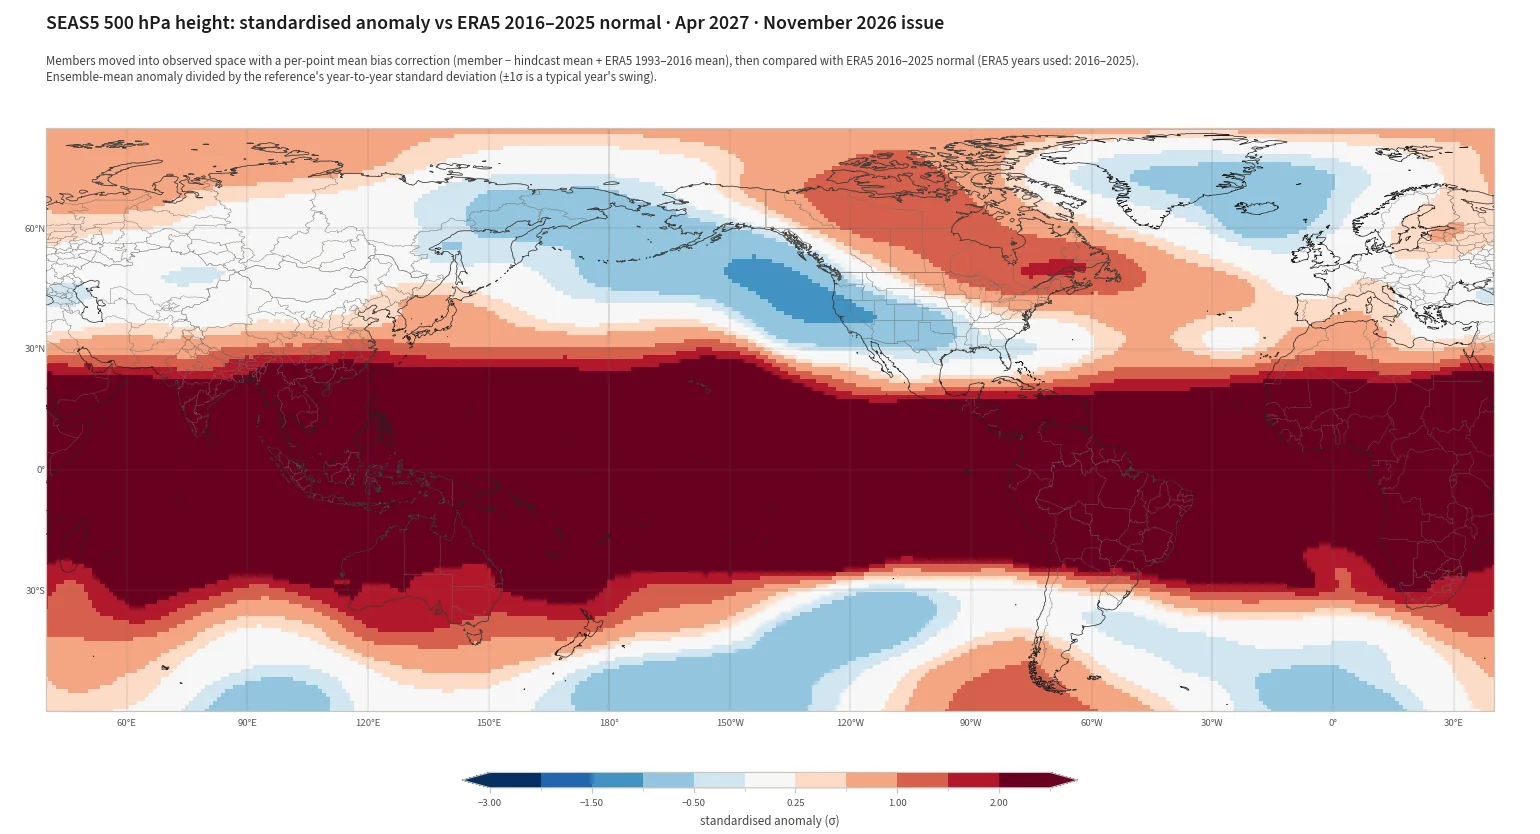 SEAS5 500 hPa height: standardised anomaly vs ERA5 2016–2025 normal · Apr 2027 · November 2026 issue
Members moved into observed space with a per-point mean bias correction (member − hindcast mean + ERA5 1993–2016 mean), then compared with ERA5 2016–2025 normal (ERA5 years used: 2016–2025).
Ensemble-mean anomaly divided by the reference's year-to-year standard deviation (±1σ is a typical year's swing).
60°N
30°N
0°
30°S
60°E 90°E 120°E 150°E 180° 150°W 120°W 90°W 60°W 30°W 0° 30°E
−3.00 −1.50 −0.50 0.25 1.00 2.00
standardised anomaly (σ)